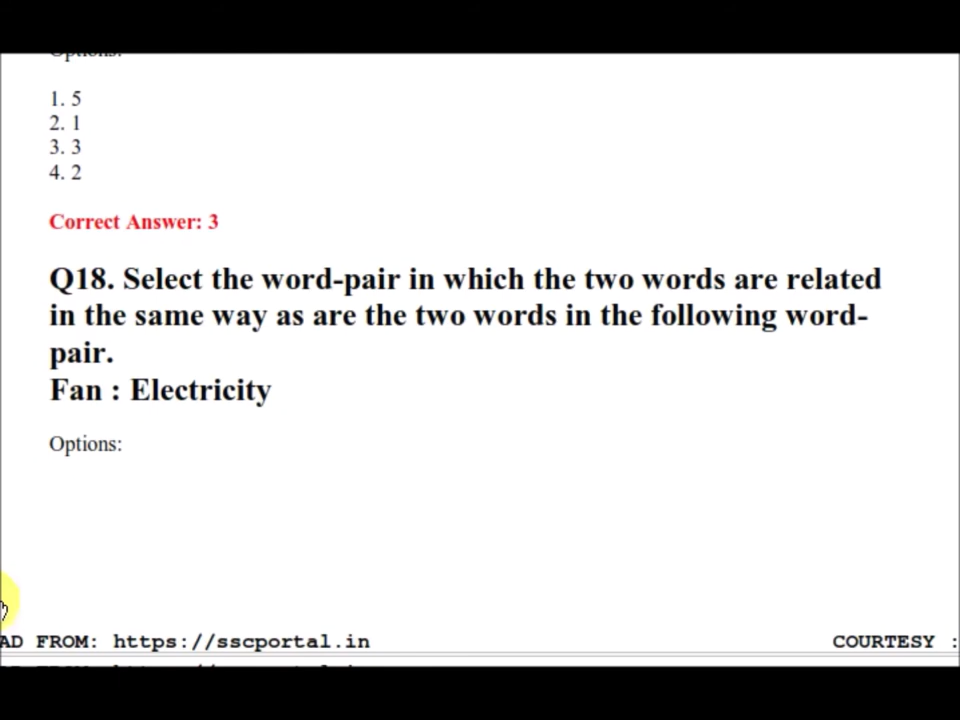 Options:
1. 5
2. 1
3. 3
4. 2
Correct Answer: 3
Q18. Select the word-pair in which the two words are related
in the same way as are the two words in the following word-
pair.
Fan : Electricity
Options:
AD FROM: https://sscportal.in COURTESY :